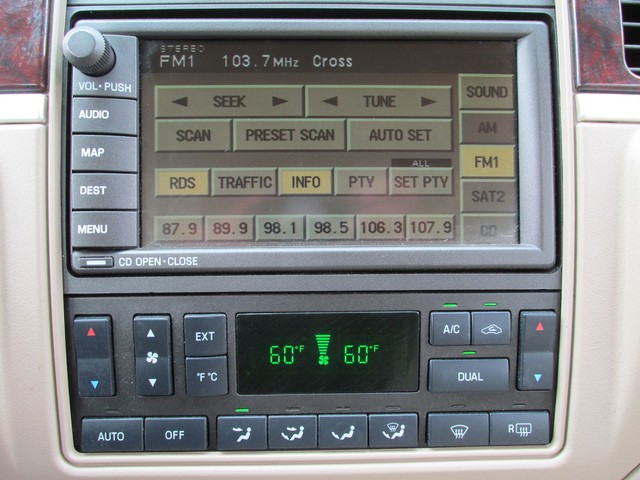 STEREO
FM1 103.7MHz Cross
VOL·PUSH
SOUND
◄ SEEK ► ◄ TUNE ►
AUDIO
AM
SCAN PRESET SCAN AUTO SET
MAP
FM1
ALL
RDS TRAFFIC INFO PTY SET PTY
DEST
SAT2
MENU
87.9 89.9 98.1 98.5 106.3 107.9
CD
CD OPEN·CLOSE
EXT
A/C
60°F 60°F
°F °C
DUAL
AUTO OFF
R